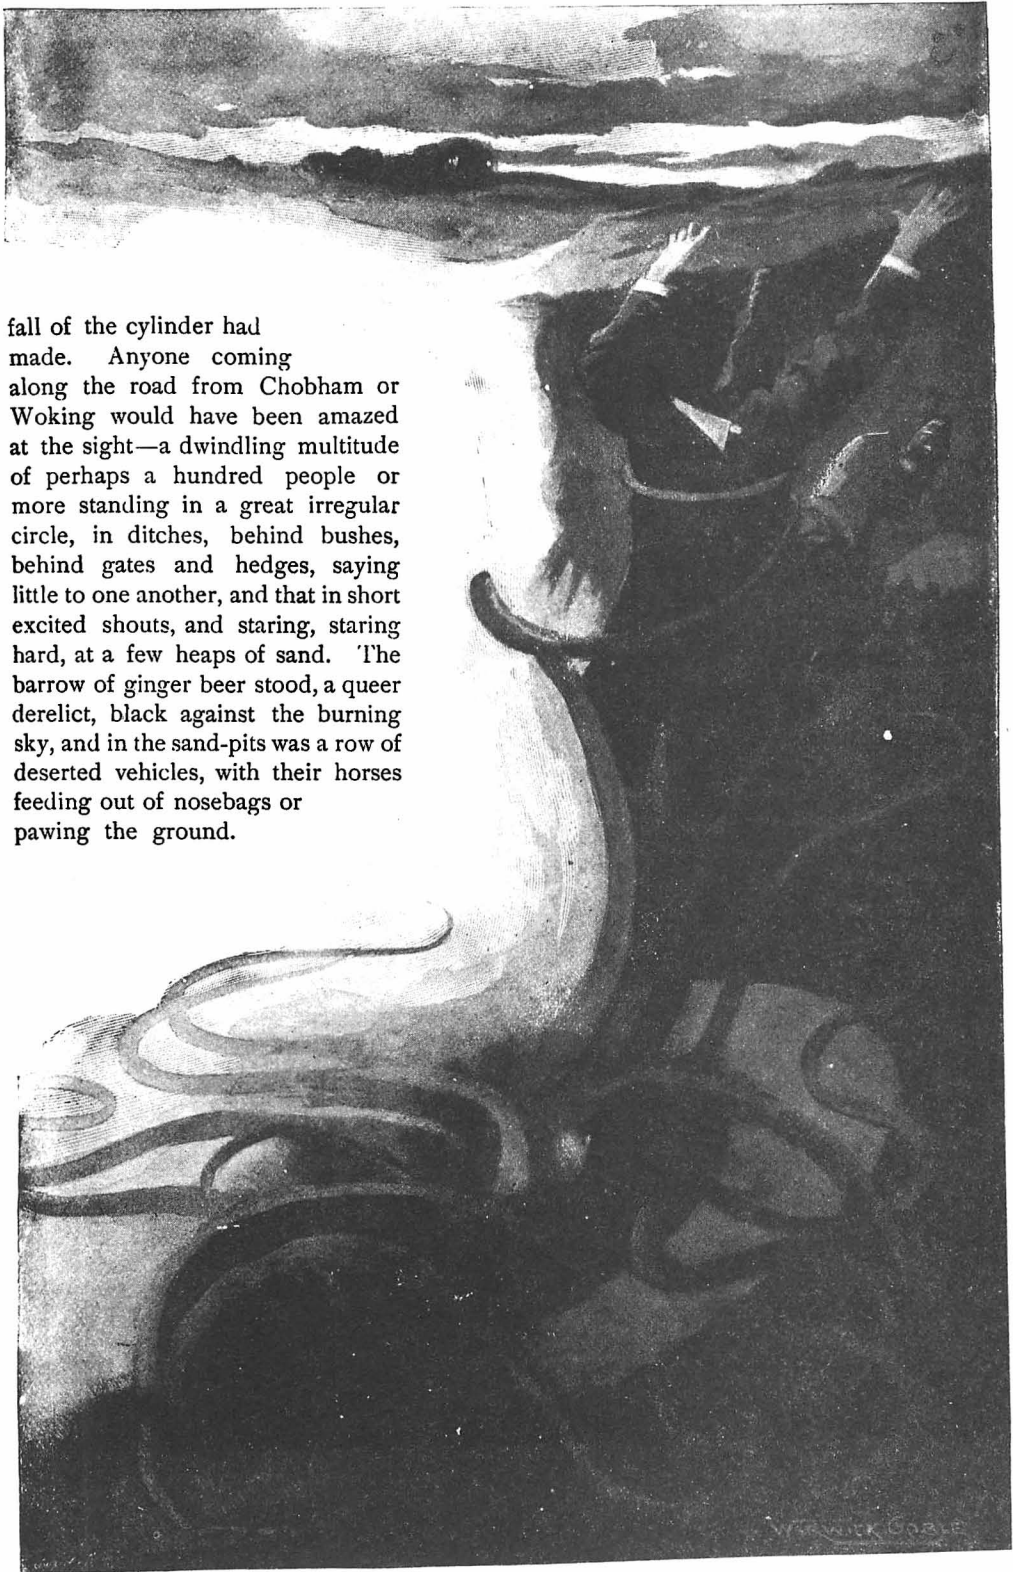 fall of the cylinder had
made. Anyone coming
along the road from Chobham or
Woking would have been amazed
at the sight—a dwindling multitude
of perhaps a hundred people or
more standing in a great irregular
circle, in ditches, behind bushes,
behind gates and hedges, saying
little to one another, and that in short
excited shouts, and staring, staring
hard, at a few heaps of sand. The
barrow of ginger beer stood, a queer
derelict, black against the burning
sky, and in the sand-pits was a row of
deserted vehicles, with their horses
feeding out of nosebags or
pawing the ground.
WARWICK GOBLE